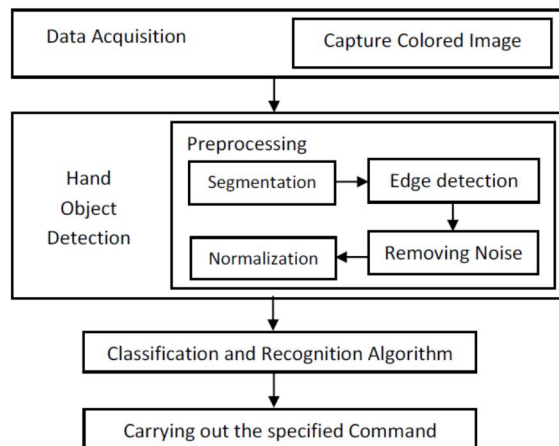 Data Acquisition
Capture Colored Image
Hand
Object
Detection
Preprocessing
Segmentation
Edge detection
Removing Noise
Normalization
Classification and Recognition Algorithm
Carrying out the specified Command